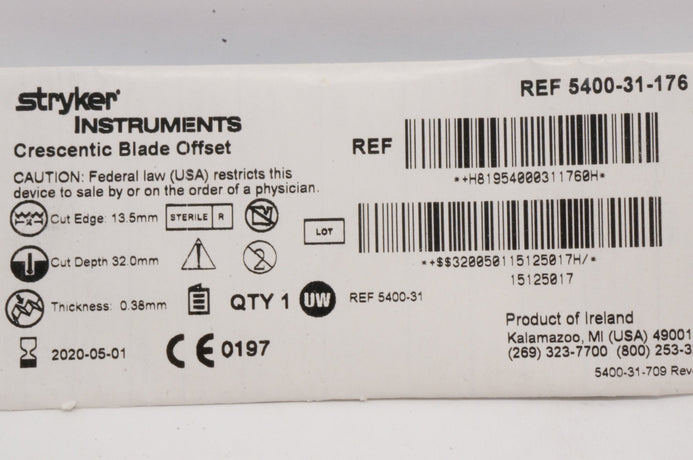 stryker
INSTRUMENTS
Crescentic Blade Offset
CAUTION: Federal law (USA) restricts this
device to sale by or on the order of a physician.
Cut Edge: 13.5mm
STERILE R
Cut Depth 32.0mm
2
Thickness: 0.38mm
QTY 1
UW
REF 5400-31
2020-05-01
CE 0197
REF 5400-31-176
REF
*+H81954000311760H*
LOT
*+$$320050115125017H/*
15125017
Product of Ireland
Kalamazoo, MI (USA) 49001
(269) 323-7700 (800) 253-3
5400-31-709 Rev